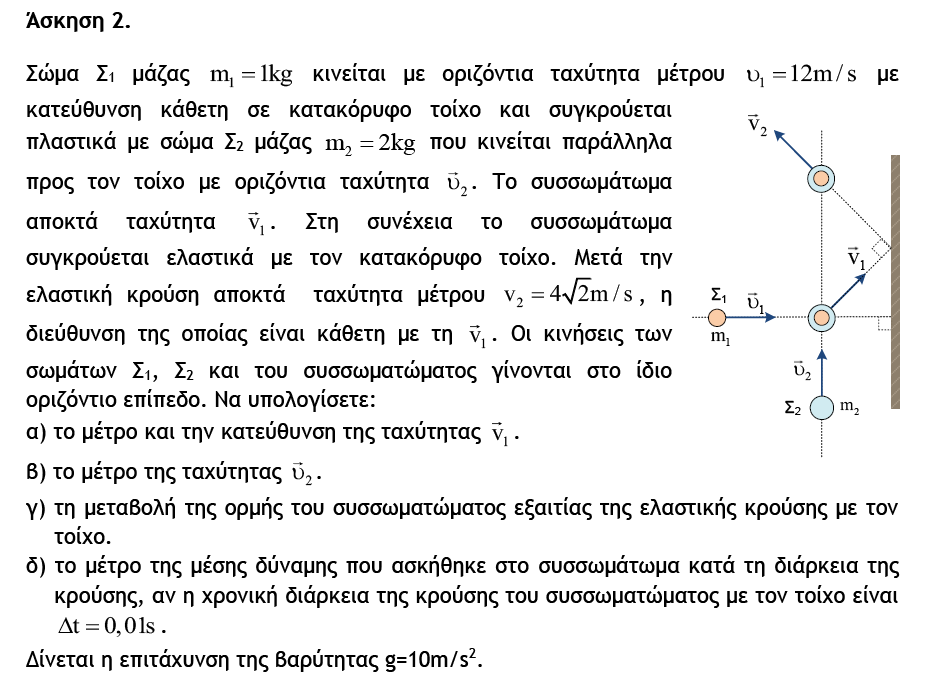 Άσκηση 2.
Σώμα Σ₁ μάζας m₁ = 1kg κινείται με οριζόντια ταχύτητα μέτρου υ₁ = 12m/s με
κατεύθυνση κάθετη σε κατακόρυφο τοίχο και συγκρούεται
πλαστικά με σώμα Σ₂ μάζας m₂ = 2kg που κινείται παράλληλα
προς τον τοίχο με οριζόντια ταχύτητα υ⃗₂. Το συσσωμάτωμα
αποκτά ταχύτητα v⃗₁. Στη συνέχεια το συσσωμάτωμα
συγκρούεται ελαστικά με τον κατακόρυφο τοίχο. Μετά την
ελαστική κρούση αποκτά ταχύτητα μέτρου v₂ = 4√2m/s, η
διεύθυνση της οποίας είναι κάθετη με τη v⃗₁. Οι κινήσεις των
σωμάτων Σ₁, Σ₂ και του συσσωματώματος γίνονται στο ίδιο
οριζόντιο επίπεδο. Να υπολογίσετε:
α) το μέτρο και την κατεύθυνση της ταχύτητας v⃗₁.
β) το μέτρο της ταχύτητας υ⃗₂.
γ) τη μεταβολή της ορμής του συσσωματώματος εξαιτίας της ελαστικής κρούσης με τον
τοίχο.
δ) το μέτρο της μέσης δύναμης που ασκήθηκε στο συσσωμάτωμα κατά τη διάρκεια της
κρούσης, αν η χρονική διάρκεια της κρούσης του συσσωματώματος με τον τοίχο είναι
Δt = 0,01s.
Δίνεται η επιτάχυνση της βαρύτητας g=10m/s².
v⃗₂
v⃗₁
Σ₁ υ⃗₁
m₁
υ⃗₂
Σ₂ m₂